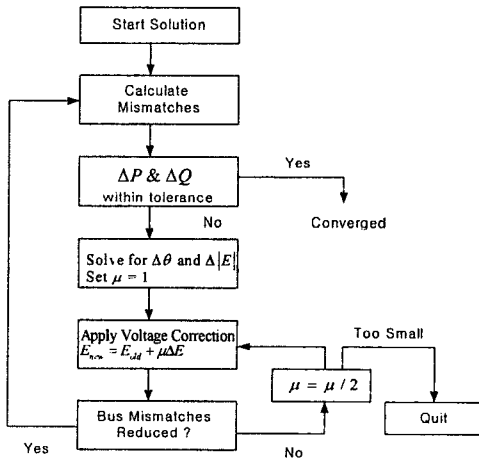 Start Solution
Calculate
Mismatches
ΔP & ΔQ
within tolerance
Yes
Converged
No
Solve for Δθ and Δ|E|
Set μ = 1
Apply Voltage Correction
E_new = E_old + μΔE
Too Small
μ = μ / 2
Bus Mismatches
Reduced ?
Quit
Yes
No